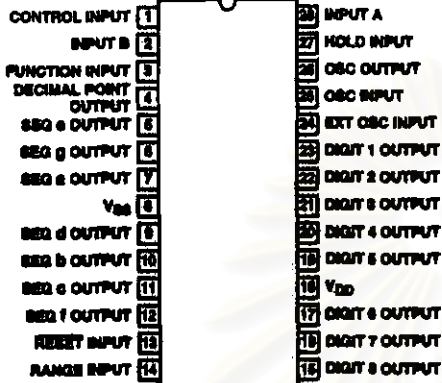 CONTROL INPUT 1
INPUT B 2
FUNCTION INPUT 3
DECIMAL POINT
OUTPUT 4
SEG e OUTPUT 5
SEG g OUTPUT 6
SEG a OUTPUT 7
VSS 8
SEG d OUTPUT 9
SEG b OUTPUT 10
SEG c OUTPUT 11
SEG f OUTPUT 12
RESET INPUT 13
RANGE INPUT 14
28 INPUT A
27 HOLD INPUT
26 OSC OUTPUT
25 OSC INPUT
24 EXT OSC INPUT
23 DIGIT 1 OUTPUT
22 DIGIT 2 OUTPUT
21 DIGIT 3 OUTPUT
20 DIGIT 4 OUTPUT
19 DIGIT 5 OUTPUT
18 VDD
17 DIGIT 6 OUTPUT
16 DIGIT 7 OUTPUT
15 DIGIT 8 OUTPUT